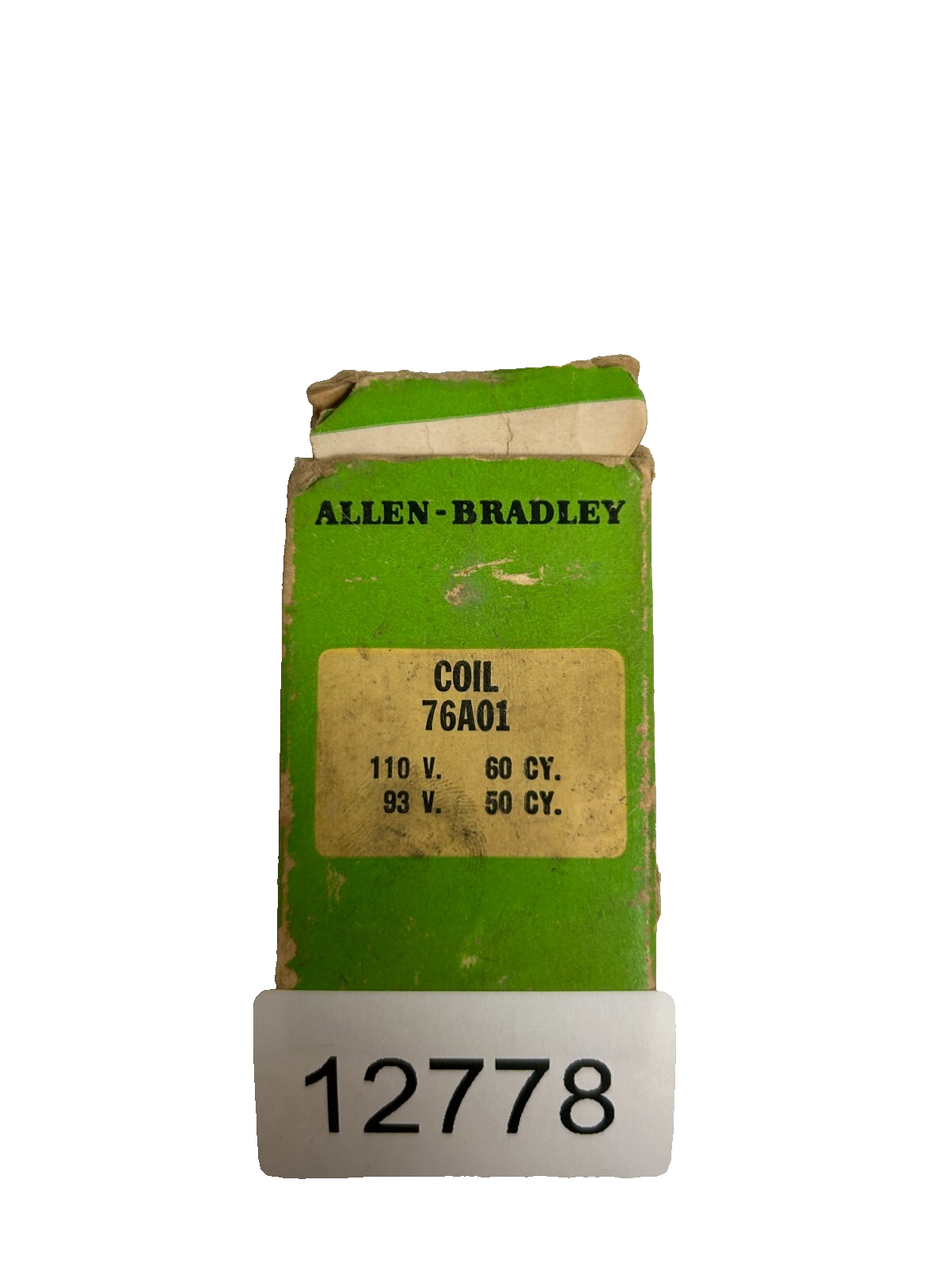 ALLEN-BRADLEY
COIL
76A01
110 V. 60 CY.
93 V. 50 CY.
12778